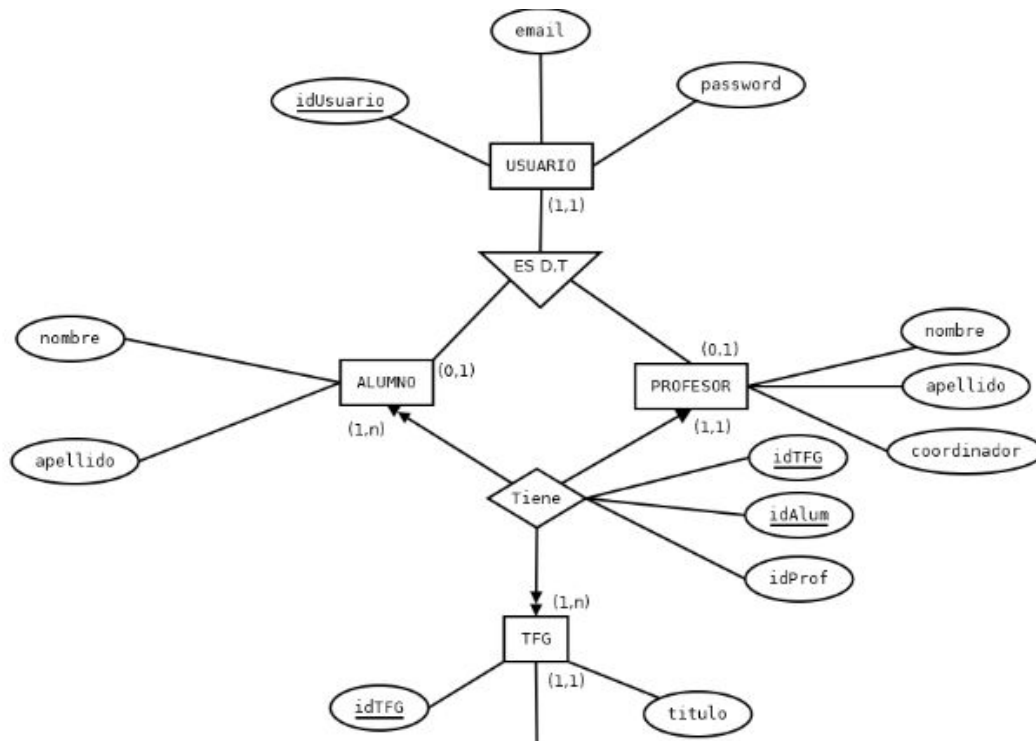 email
idUsuario
password
USUARIO
(1,1)
ES D.T
nombre
nombre
(0,1)
ALUMNO
(0,1)
PROFESOR
apellido
(1,n)
(1,1)
apellido
coordinador
idTFG
Tiene
idAlum
idProf
(1,n)
TFG
(1,1)
idTFG
titulo